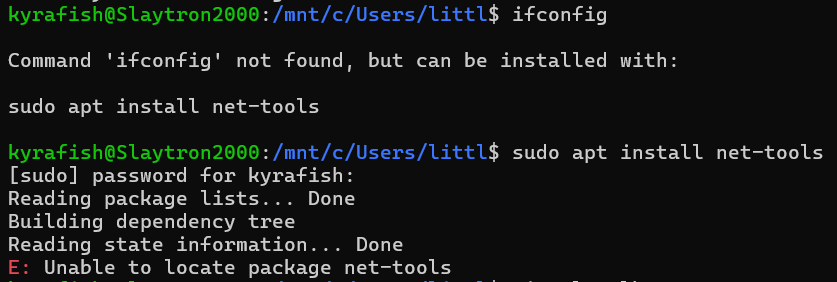 kyrafish@Slaytron2000:/mnt/c/Users/littl$ ifconfig
Command 'ifconfig' not found, but can be installed with:
sudo apt install net-tools
kyrafish@Slaytron2000:/mnt/c/Users/littl$ sudo apt install net-tools
[sudo] password for kyrafish:
Reading package lists... Done
Building dependency tree
Reading state information... Done
E: Unable to locate package net-tools